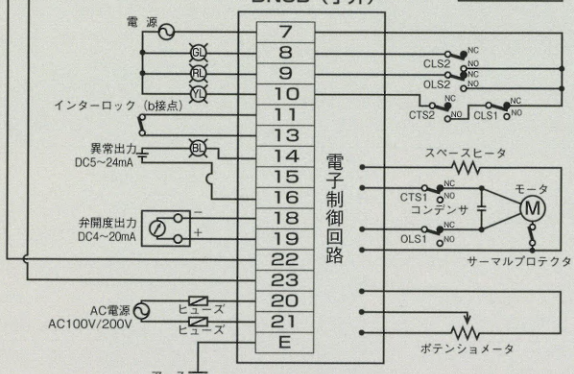 電 源
GL
RL
YL
インターロック（b接点）
異常出力
DC5～24mA
BL
弁開度出力
DC4～20mA
−
+
AC電源
AC100V/200V
ヒューズ
ヒューズ
7
8
9
10
11
13
14
15
16
18
19
22
23
20
21
E
電子制御回路
NC
CLS2
NO
NC
OLS2
NO
NC
CTS2
NO
NC
CLS1
NO
スペースヒータ
NC
CTS1
NO
コンデンサ
NC
OLS1
NO
モータ
M
サーマルプロテクタ
ポテンショメータ